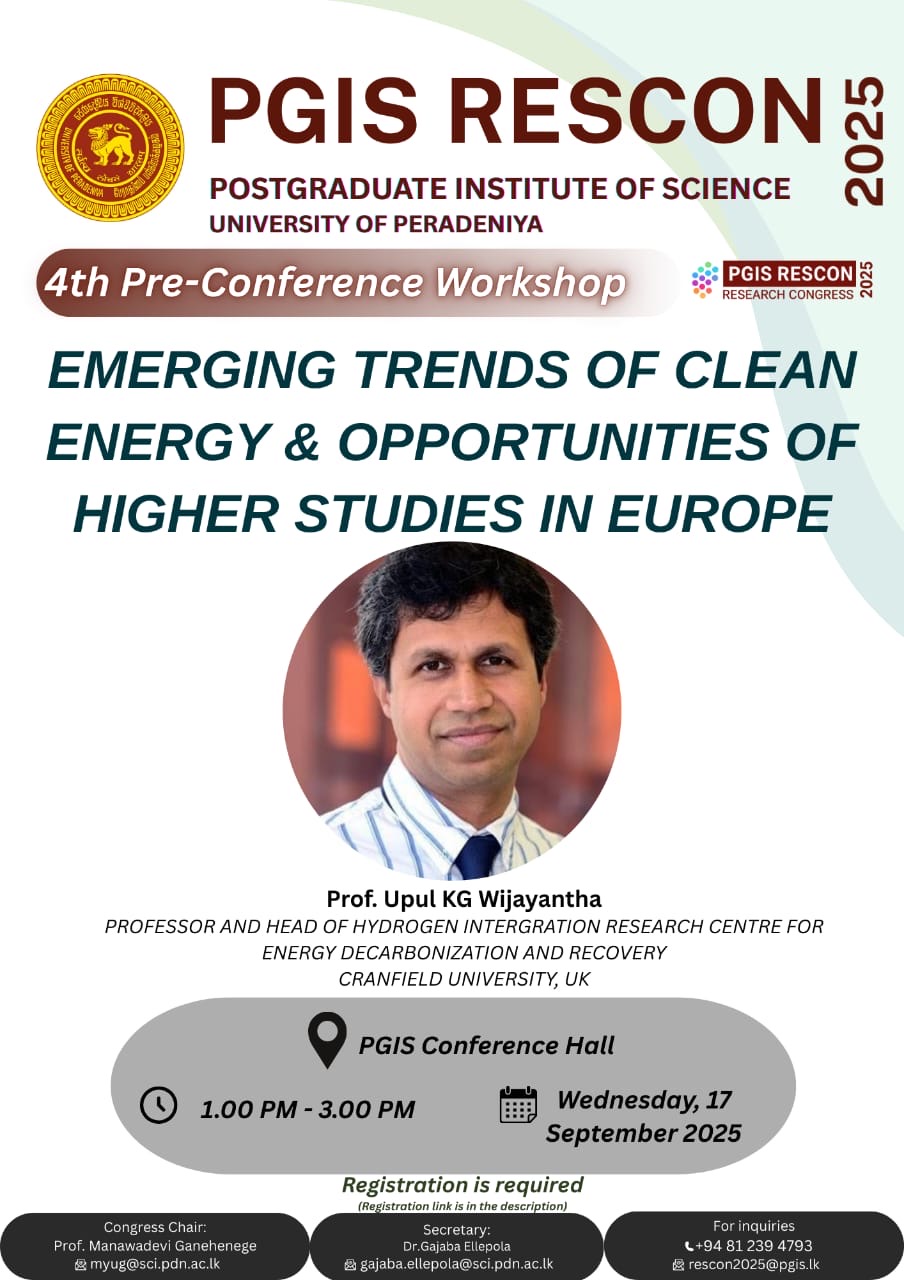 PGIS RESCON 2025
POSTGRADUATE INSTITUTE OF SCIENCE
UNIVERSITY OF PERADENIYA
UNIVERSITY OF PERADENIYA
4th Pre-Conference Workshop
PGIS RESCON 2025
RESEARCH CONGRESS
EMERGING TRENDS OF CLEAN
ENERGY & OPPORTUNITIES OF
HIGHER STUDIES IN EUROPE
Prof. Upul KG Wijayantha
PROFESSOR AND HEAD OF HYDROGEN INTERGRATION RESEARCH CENTRE FOR
ENERGY DECARBONIZATION AND RECOVERY
CRANFIELD UNIVERSITY, UK
PGIS Conference Hall
1.00 PM - 3.00 PM
Wednesday, 17
September 2025
Registration is required
(Registration link is in the description)
Congress Chair:
Prof. Manawadevi Ganehenege
myug@sci.pdn.ac.lk
Secretary:
Dr.Gajaba Ellepola
gajaba.ellepola@sci.pdn.ac.lk
For inquiries
+94 81 239 4793
rescon2025@pgis.lk